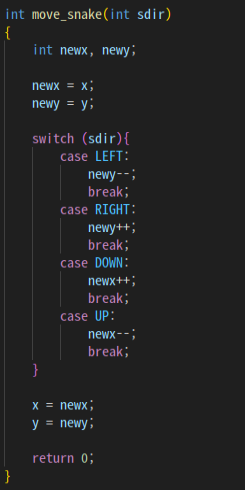 int move_snake(int sdir)
{
    int newx, newy;

    newx = x;
    newy = y;

    switch (sdir){
        case LEFT:
            newy--;
            break;
        case RIGHT:
            newy++;
            break;
        case DOWN:
            newx++;
            break;
        case UP:
            newx--;
            break;
    }

    x = newx;
    y = newy;

    return 0;
}